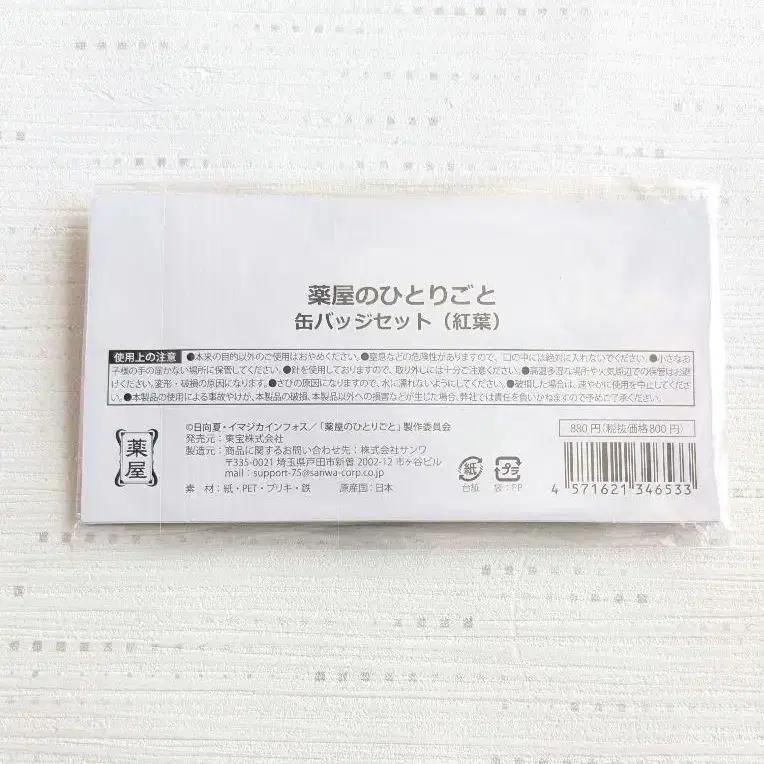 薬屋のひとりごと
缶バッジセット（紅葉）
使用上の注意 ●本来の目的以外のご使用はおやめください。●窒息などの危険性がありますので、口の中には絶対に入れないでください。●小さなお
子様の手の届かない場所に保管してください。●針を使用しておりますので、取り外しには十分ご注意ください。●高温多湿な場所や火気周辺での保管はお避
けください。変形・破損の原因になります。●さびの原因になりますので、水に濡れないようにしてください。●破損した場合は、速やかに使用を中止してください。
●本製品の使用による事故やけが、本製品の破損、本製品以外への損害などが生じた場合、弊社では責任を負いかねますので予めご了承ください。
薬屋
©日向夏・イマジカインフォス／「薬屋のひとりごと」製作委員会
発売元：東宝株式会社
製造元：商品に関するお問い合わせ先：株式会社サンワ
〒335-0021 埼玉県戸田市新曽 2002-12 市ヶ谷ビル
mail：support-75@sanwa-corp.co.jp
素 材：紙・PET・ブリキ・鉄 原産国：日本
紙
台紙
プラ
袋：PP
880円（税抜価格800円）
4 571621 346533